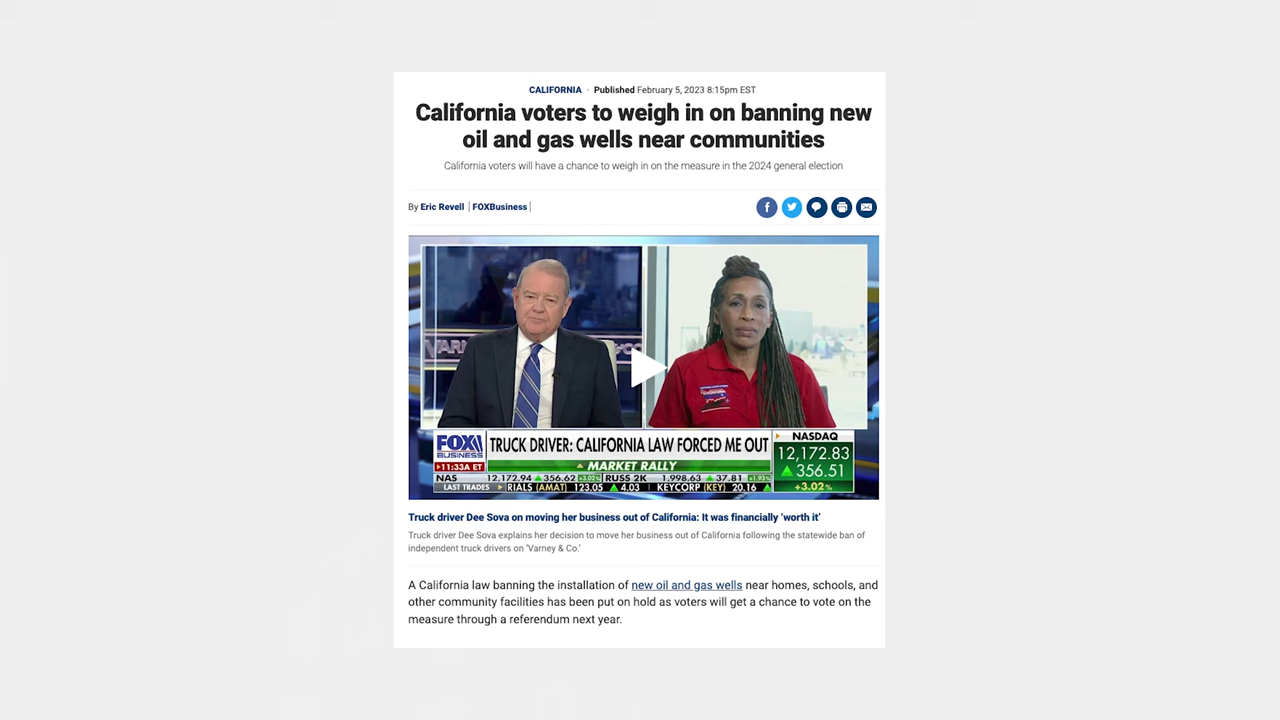 CALIFORNIA · Published February 5, 2023 8:15pm EST
California voters to weigh in on banning new
oil and gas wells near communities
California voters will have a chance to weigh in on the measure in the 2024 general election
By Eric Revell | FOXBusiness |
FOX
BUSINESS
11:33A ET
TRUCK DRIVER: CALIFORNIA LAW FORCED ME OUT
MARKET RALLY
NASDAQ
12,172.83
356.51
+3.02%
NAS 12,172.94 356.62 +3.02% RUSS 2K 1,998.63 37.81 +1.93%
LAST TRADES RIALS (AMAT) 123.05 4.03 KEYCORP (KEY) 20.16
Truck driver Dee Sova on moving her business out of California: It was financially ‘worth it’
Truck driver Dee Sova explains her decision to move her business out of California following the statewide ban of
independent truck drivers on ‘Varney & Co.’
A California law banning the installation of new oil and gas wells near homes, schools, and
other community facilities has been put on hold as voters will get a chance to vote on the
measure through a referendum next year.